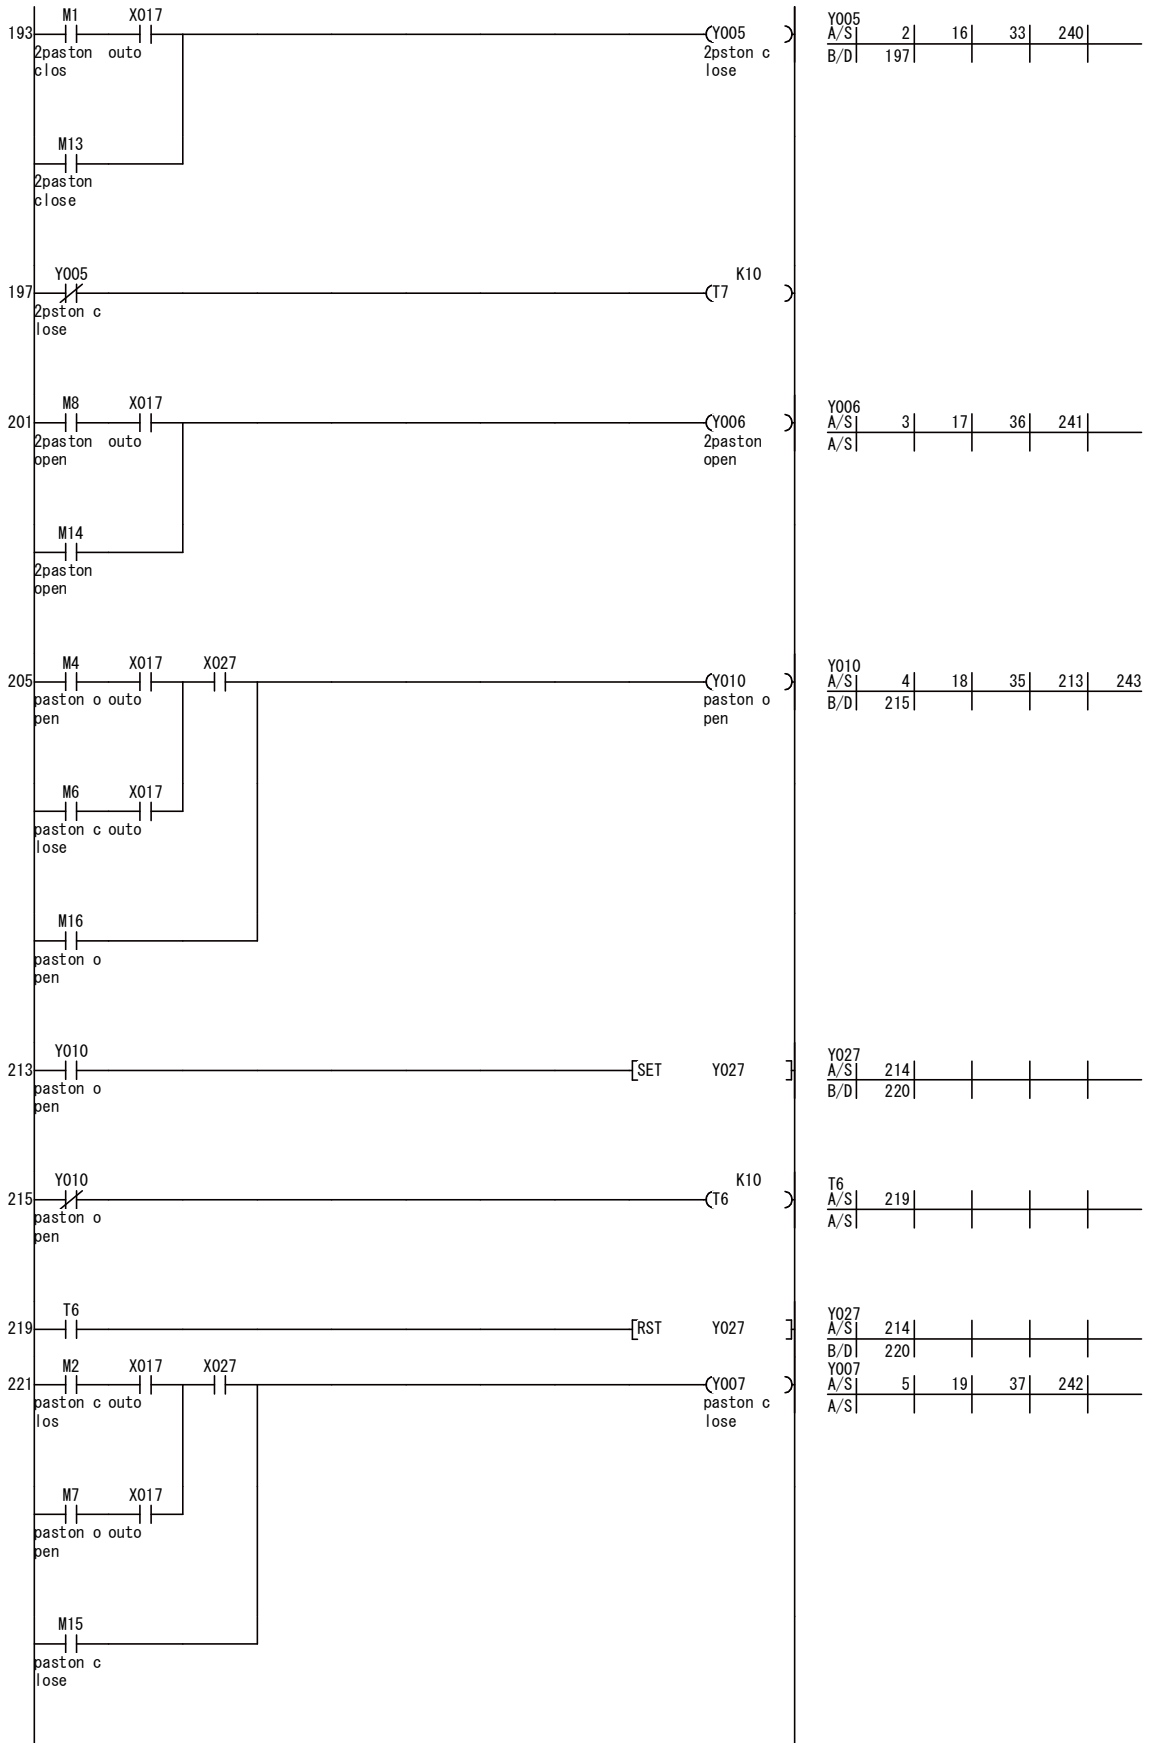 M1 X017 Y005
193 (Y005 ) A/S 2 16 33 240
2paston outo 2pston c B/D 197
clos lose
M13
2paston
close
Y005 K10
197 (T7 )
2pston c
lose
M8 X017 Y006
201 (Y006 ) A/S 3 17 36 241
2paston outo 2paston A/S
open open
M14
2paston
open
M4 X017 X027 Y010
205 (Y010 ) A/S 4 18 35 213 243
paston o outo paston o B/D 215
pen pen
M6 X017
paston c outo
lose
M16
paston o
pen
Y010 Y027
213 [SET Y027 ] A/S 214
paston o B/D 220
pen
Y010 K10 T6
215 (T6 ) A/S 219
paston o A/S
pen
T6 Y027
219 [RST Y027 ] A/S 214
B/D 220
M2 X017 X027 Y007
221 (Y007 ) A/S 5 19 37 242
paston c outo paston c A/S
los lose
M7 X017
paston o outo
pen
M15
paston c
lose